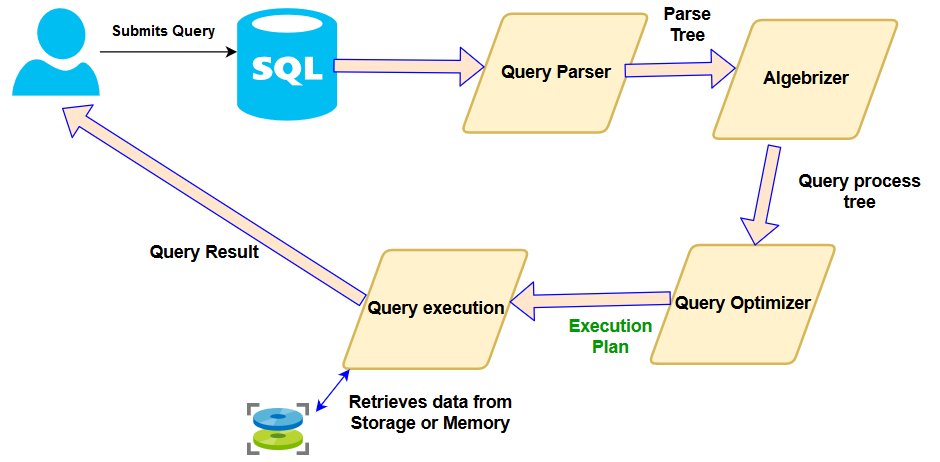 Submits Query
SQL
Query Parser
Parse
Tree
Algebrizer
Query process
tree
Query Optimizer
Execution
Plan
Query execution
Query Result
Retrieves data from
Storage or Memory